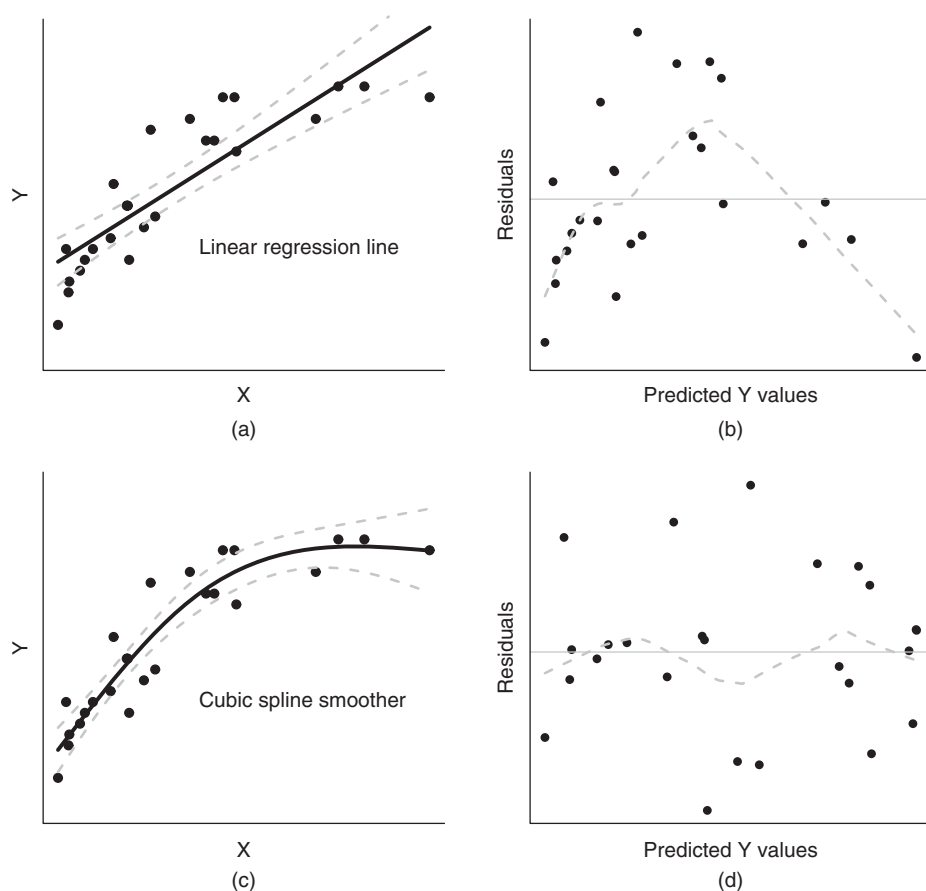 Y
Linear regression line
X
(a)
Residuals
Predicted Y values
(b)
Y
Cubic spline smoother
X
(c)
Residuals
Predicted Y values
(d)